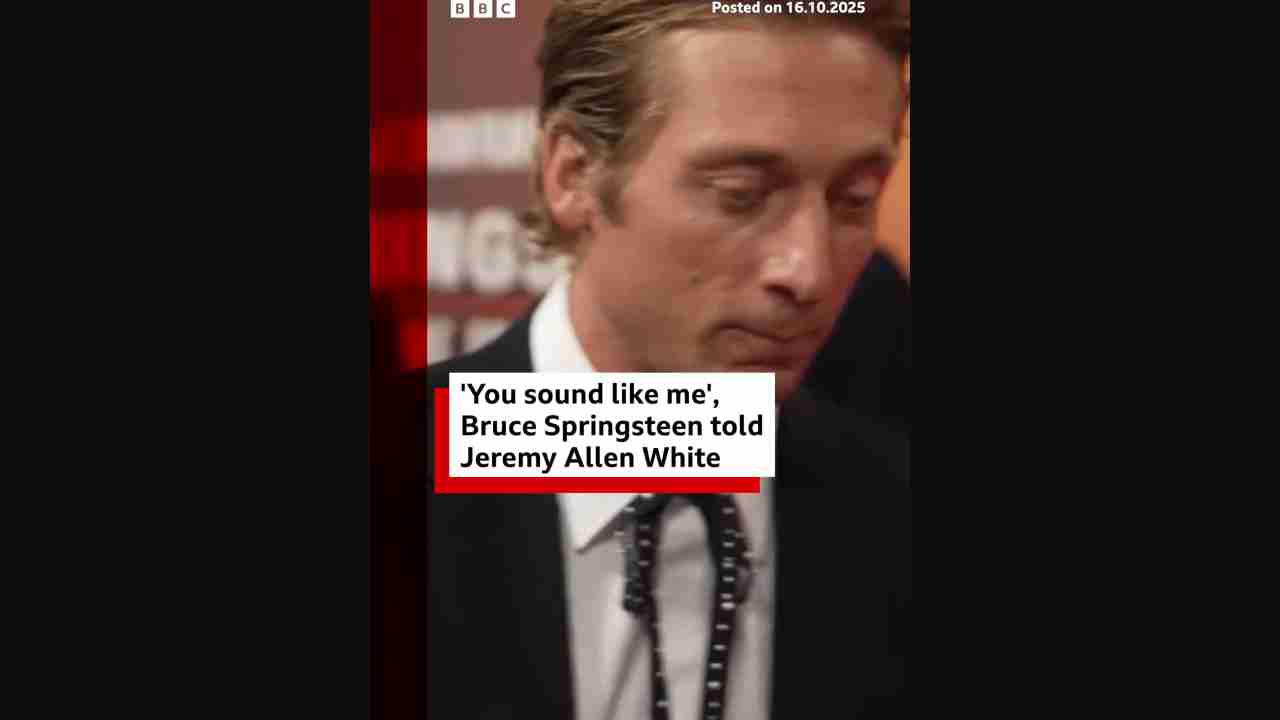 BBC
Posted on 16.10.2025
'You sound like me',
Bruce Springsteen told
Jeremy Allen White